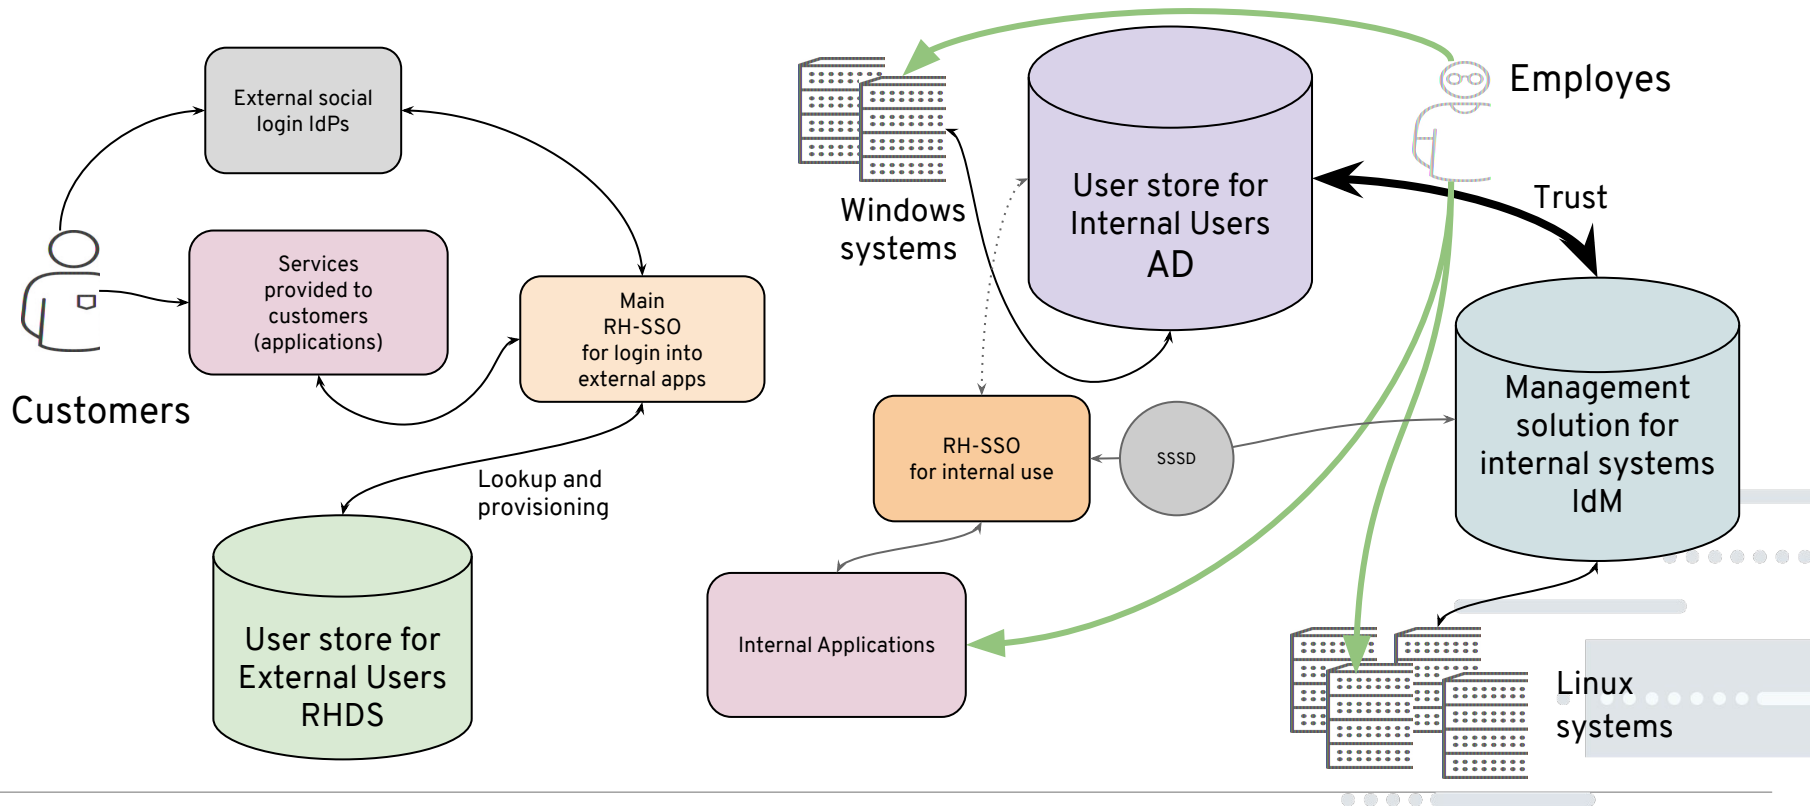 External social
login IdPs
Services
provided to
customers
(applications)
Customers
Main
RH-SSO
for login into
external apps
Lookup and
provisioning
User store for
External Users
RHDS
Windows
systems
User store for
Internal Users
AD
Employes
Trust
RH-SSO
for internal use
SSSD
Management
solution for
internal systems
IdM
Internal Applications
Linux
systems